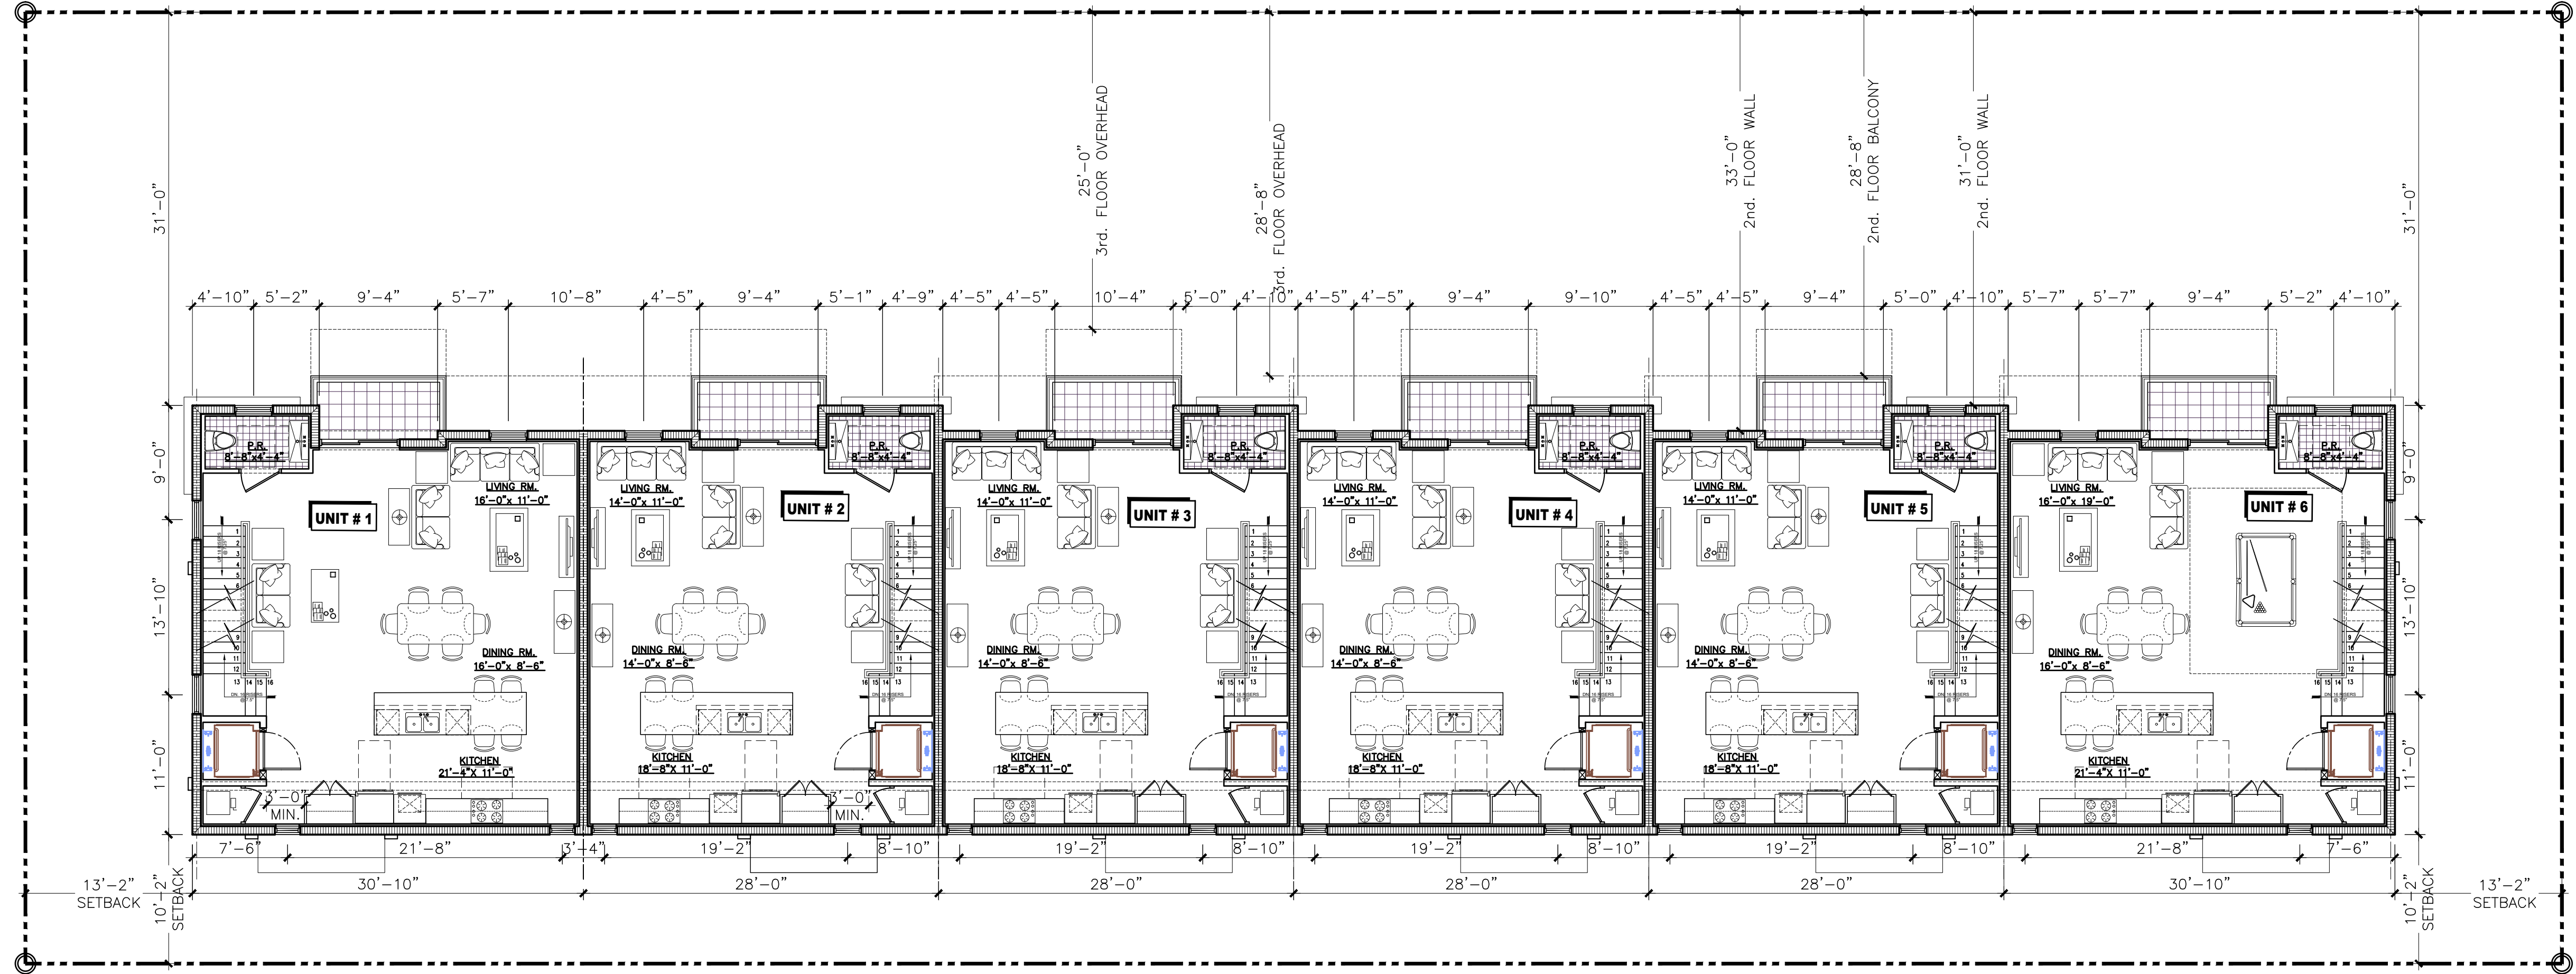 25'-0"
3rd. FLOOR OVERHEAD
28'-8"
3rd. FLOOR OVERHEAD
33'-0"
2nd. FLOOR WALL
28'-8"
2nd. FLOOR BALCONY
31'-0"
2nd. FLOOR WALL
31'-0"
31'-0"
4'-10" 5'-2" 9'-4" 5'-7" 10'-8" 4'-5" 9'-4" 5'-1" 4'-9" 4'-5" 4'-5" 10'-4" 5'-0" 4'-10" 4'-5" 4'-5" 9'-4" 9'-10" 4'-5" 4'-5" 9'-4" 5'-0" 4'-10" 5'-7" 5'-7" 9'-4" 5'-2" 4'-10"
9'-0"
13'-10"
11'-0"
P.R.
8'-8"x4'-4"
LIVING RM.
16'-0"x 11'-0"
UNIT # 1
DINING RM.
16'-0"x 8'-6"
KITCHEN
21'-4"X 11'-0"
3'-0"
MIN.
P.R.
8'-8"x4'-4"
LIVING RM.
14'-0"x 11'-0"
UNIT # 2
DINING RM.
14'-0"x 8'-6"
KITCHEN
18'-8"X 11'-0"
3'-0"
MIN.
P.R.
8'-8"x4'-4"
LIVING RM.
14'-0"x 11'-0"
UNIT # 3
DINING RM.
14'-0"x 8'-6"
KITCHEN
18'-8"X 11'-0"
P.R.
8'-8"x4'-4"
LIVING RM.
14'-0"x 11'-0"
UNIT # 4
DINING RM.
14'-0"x 8'-6"
KITCHEN
18'-8"X 11'-0"
P.R.
8'-8"x4'-4"
LIVING RM.
14'-0"x 11'-0"
UNIT # 5
DINING RM.
14'-0"x 8'-6"
KITCHEN
18'-8"X 11'-0"
P.R.
8'-8"x4'-4"
LIVING RM.
16'-0"x 19'-0"
UNIT # 6
DINING RM.
16'-0"x 8'-6"
KITCHEN
21'-4"X 11'-0"
9'-0"
13'-10"
11'-0"
7'-6" 21'-8" 3'-4" 19'-2" 8'-10" 19'-2" 8'-10" 19'-2" 8'-10" 19'-2" 8'-10" 21'-8" 7'-6"
13'-2"
SETBACK
10'-2"
SETBACK
30'-10" 28'-0" 28'-0" 28'-0" 28'-0" 30'-10"
10'-2"
SETBACK
13'-2"
SETBACK